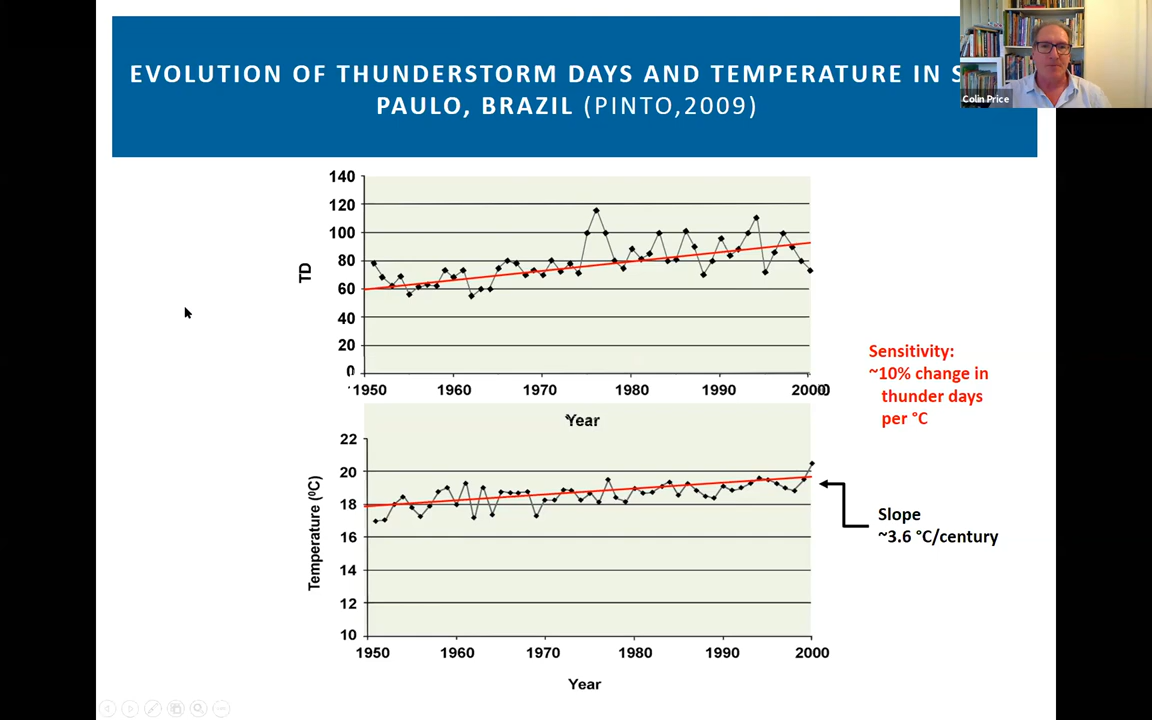 EVOLUTION OF THUNDERSTORM DAYS AND TEMPERATURE IN
PAULO, BRAZIL (PINTO,2009)
Colin Price
140
120
100
80
60
40
20
0
TD
1950 1960 1970 1980 1990 2000
Year
Sensitivity:
~10% change in
thunder days
per °C
22
20
18
16
14
12
10
Temperature (⁰C)
1950 1960 1970 1980 1990 2000
Year
Slope
~3.6 °C/century